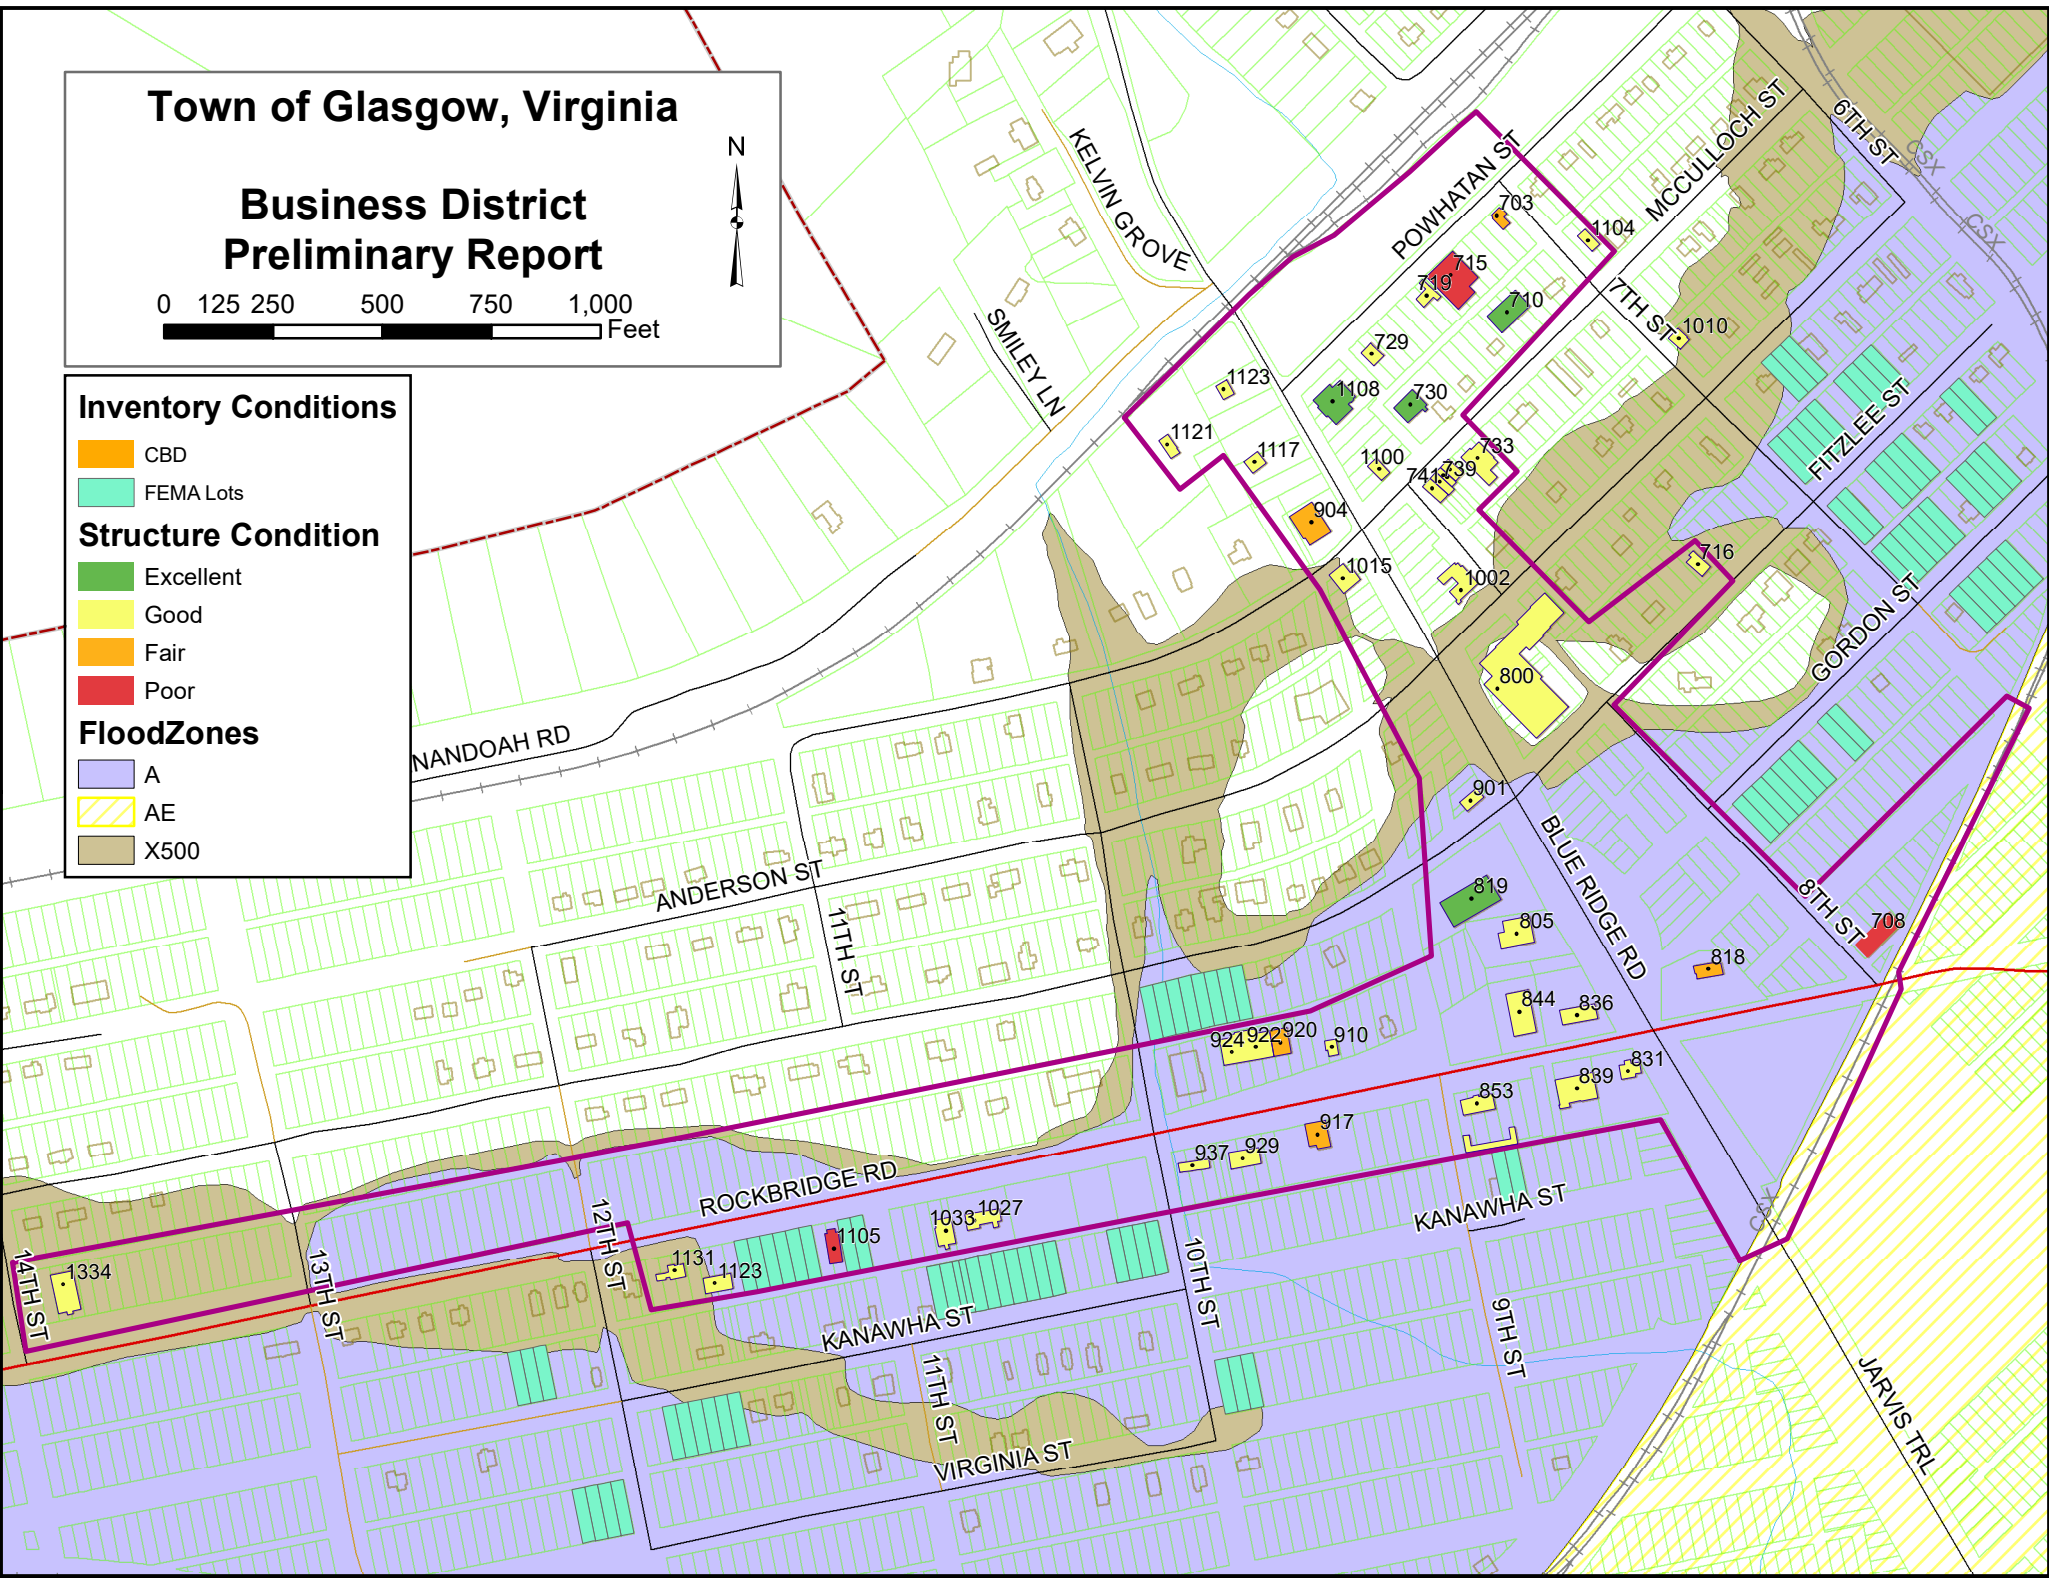 Town of Glasgow, Virginia
Business District
Preliminary Report
N
0 125 250 500 750 1,000
Feet
Inventory Conditions
CBD
FEMA Lots
Structure Condition
Excellent
Good
Fair
Poor
FloodZones
A
AE
X500
KELVIN GROVE
SMILEY LN
POWHATAN ST
MCCULLOCH ST
6TH ST
CSX
CSX
7TH ST
FITZLEE ST
GORDON ST
703
1104
715
719
710
1010
729
1123
1108
730
1121
1117
1100
733
739
741
904
1015
1002
716
800
NANDOAH RD
ANDERSON ST
11TH ST
901
BLUE RIDGE RD
819
805
8TH ST
708
818
844
836
924
922
920
910
831
839
853
917
937
929
ROCKBRIDGE RD
KANAWHA ST
CSX
12TH ST
1033
1027
1105
1131
1123
1334
14TH ST
13TH ST
10TH ST
KANAWHA ST
9TH ST
11TH ST
VIRGINIA ST
JARVIS TRL